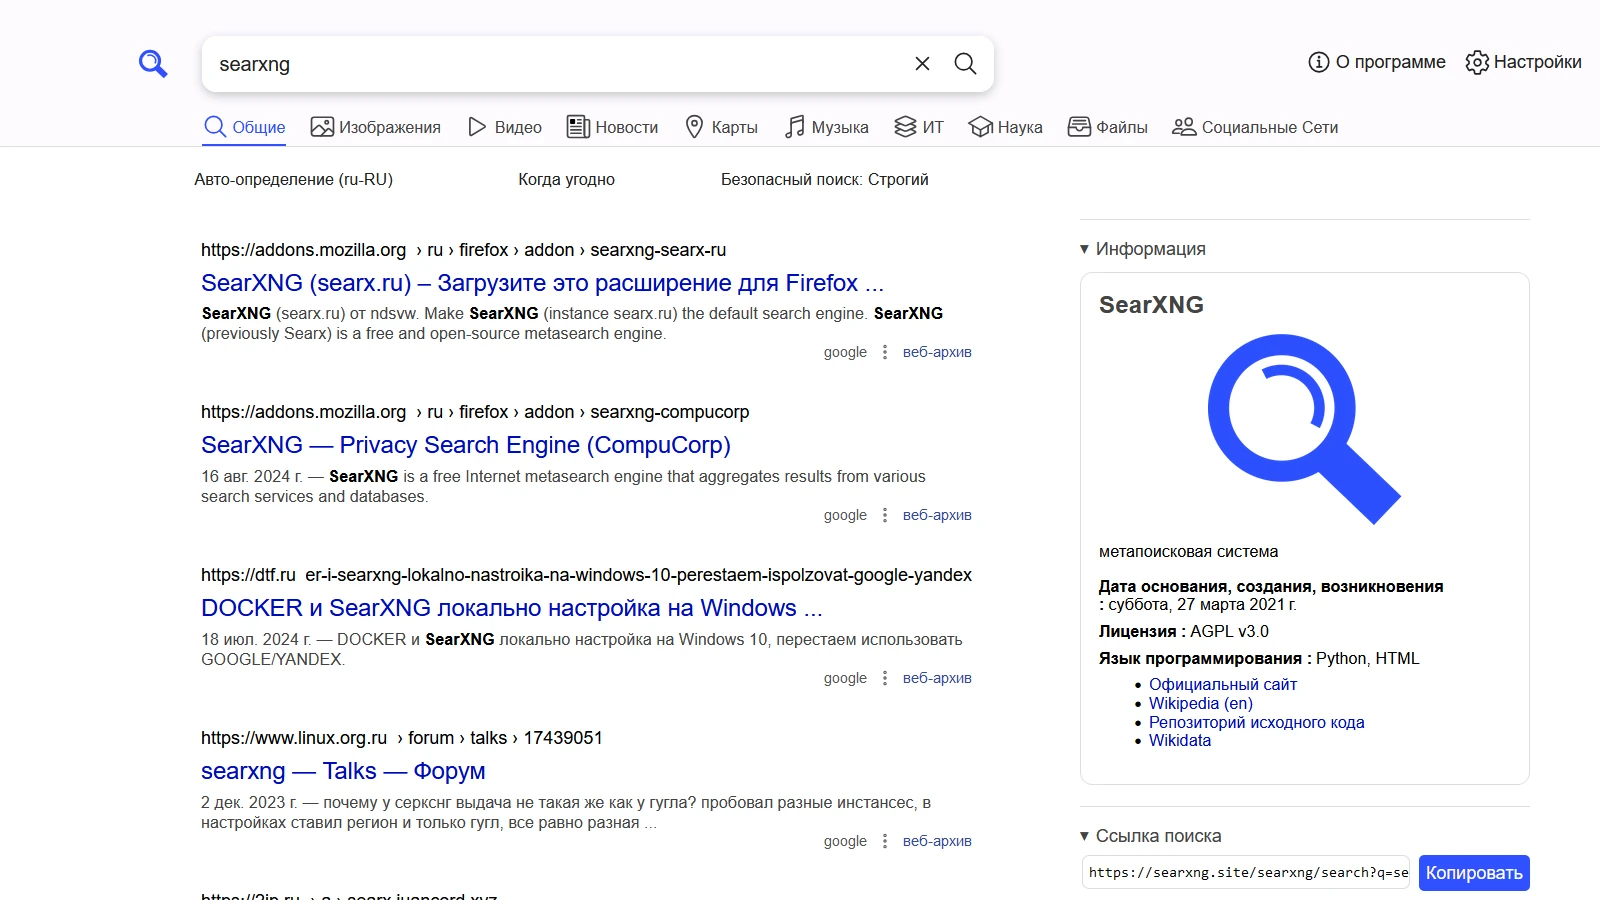 searxng
О программе
Настройки
Общие
Изображения
Видео
Новости
Карты
Музыка
ИТ
Наука
Файлы
Социальные Сети
Авто-определение (ru-RU)
Когда угодно
Безопасный поиск: Строгий
https://addons.mozilla.org › ru › firefox › addon › searxng-searx-ru
SearXNG (searx.ru) – Загрузите это расширение для Firefox ...
SearXNG (searx.ru) от ndsvw. Make SearXNG (instance searx.ru) the default search engine. SearXNG
(previously Searx) is a free and open-source metasearch engine.
google
веб-архив
https://addons.mozilla.org › ru › firefox › addon › searxng-compucorp
SearXNG — Privacy Search Engine (CompuCorp)
16 авг. 2024 г. — SearXNG is a free Internet metasearch engine that aggregates results from various
search services and databases.
google
веб-архив
https://dtf.ru er-i-searxng-lokalno-nastroika-na-windows-10-perestaem-ispolzovat-google-yandex
DOCKER и SearXNG локально настройка на Windows ...
18 июл. 2024 г. — DOCKER и SearXNG локально настройка на Windows 10, перестаем использовать
GOOGLE/YANDEX.
google
веб-архив
https://www.linux.org.ru › forum › talks › 17439051
searxng — Talks — Форум
2 дек. 2023 г. — почему у серкснг выдача не такая же как у гугла? пробовал разные инстансес, в
настройках ставил регион и только гугл, все равно разная ...
google
веб-архив
Информация
SearXNG
метапоисковая система
Дата основания, создания, возникновения
: суббота, 27 марта 2021 г.
Лицензия : AGPL v3.0
Язык программирования : Python, HTML
Официальный сайт
Wikipedia (en)
Репозиторий исходного кода
Wikidata
Ссылка поиска
https://searxng.site/searxng/search?q=se
Копировать